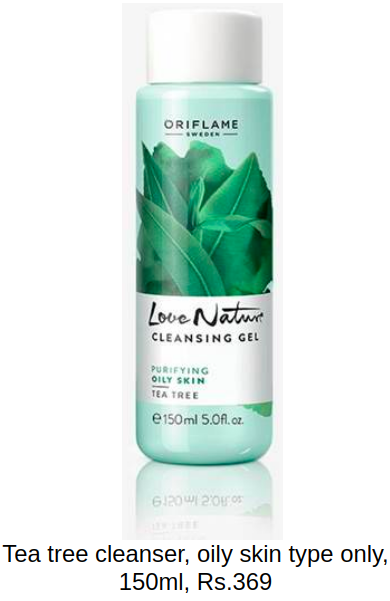 ORIFLAME
SWEDEN
Love Nature
CLEANSING GEL
PURIFYING
OILY SKIN
TEA TREE
e150ml 5.0fl.oz.
Tea tree cleanser, oily skin type only,
150ml, Rs.369